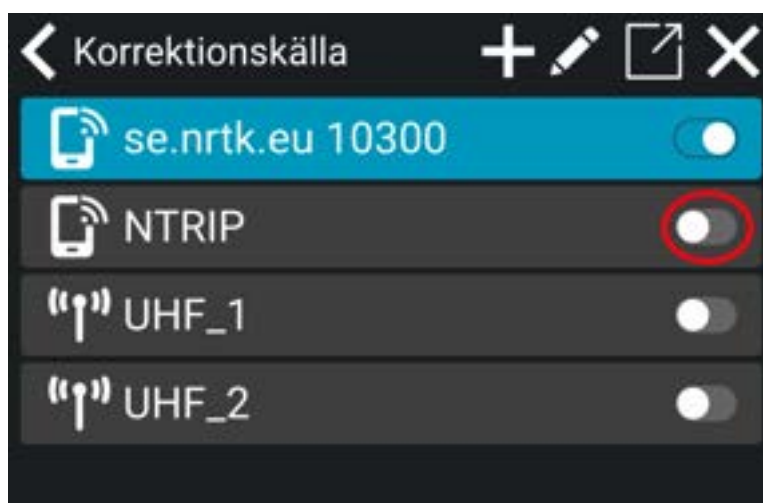 Korrektionskälla
se.nrtk.eu 10300
NTRIP
UHF_1
UHF_2